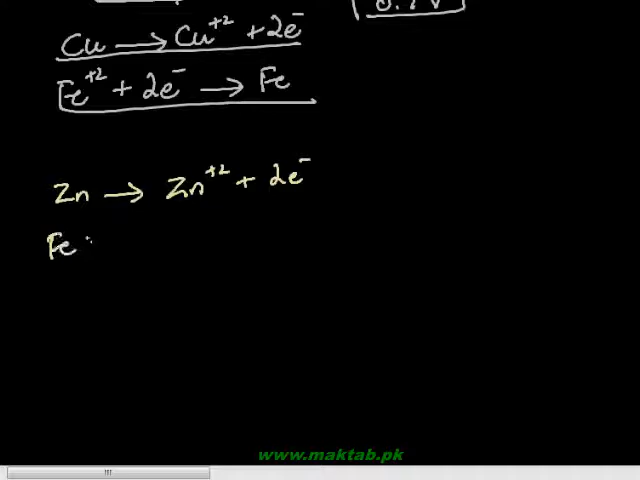 Cu → Cu⁺² + 2e⁻
Fe⁺² + 2e⁻ → Fe
Zn → Zn⁺² + 2e⁻
Fe
www.maktab.pk